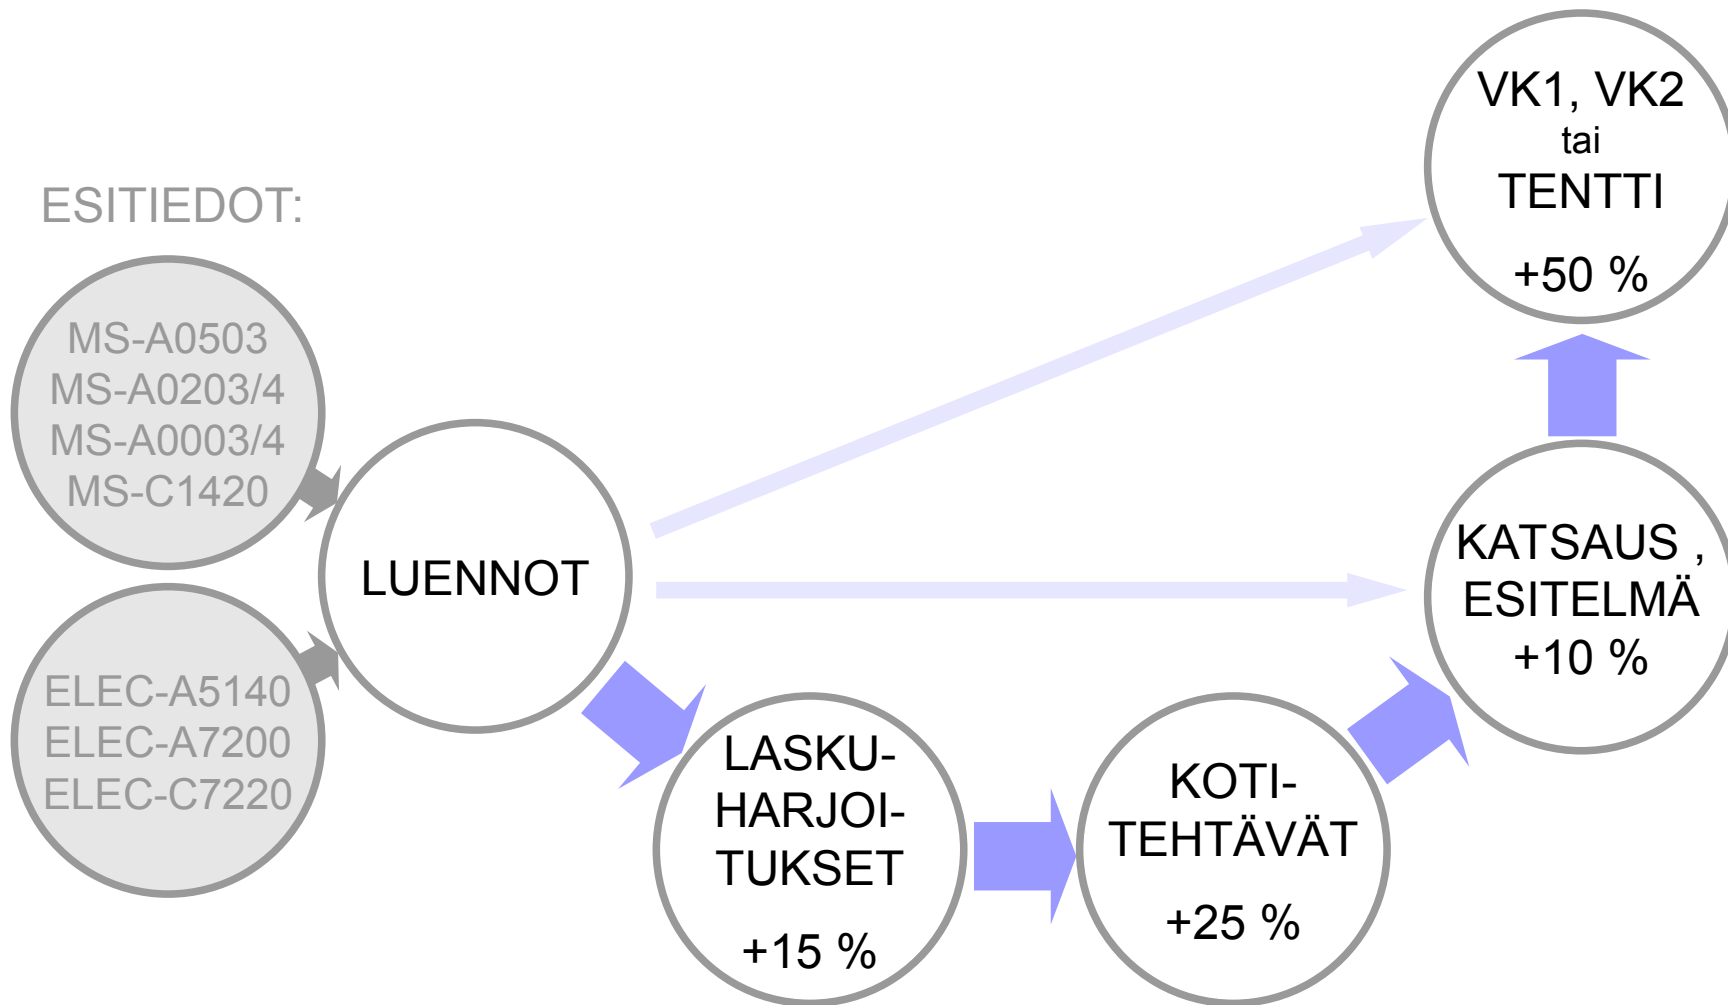 ESITIEDOT:
MS-A0503
MS-A0203/4
MS-A0003/4
MS-C1420
ELEC-A5140
ELEC-A7200
ELEC-C7220
LUENNOT
LASKU-
HARJOI-
TUKSET
+15 %
KOTI-
TEHTÄVÄT
+25 %
KATSAUS ,
ESITELMÄ
+10 %
VK1, VK2
tai
TENTTI
+50 %